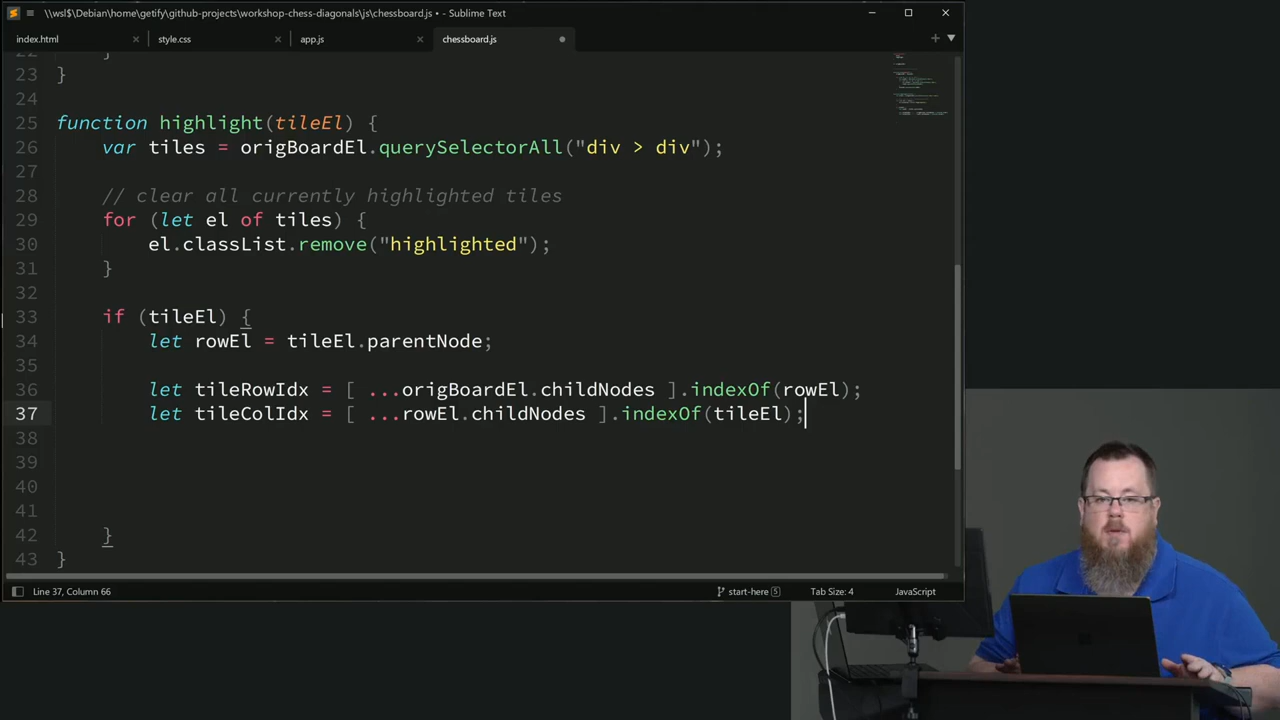 \\wsl$\Debian\home\getify\github-projects\workshop-chess-diagonals\js\chessboard.js • - Sublime Text
index.html
style.css
app.js
chessboard.js
22
}
23
}
24
25
function highlight(tileEl) {
26
var tiles = origBoardEl.querySelectorAll("div > div");
27
28
// clear all currently highlighted tiles
29
for (let el of tiles) {
30
el.classList.remove("highlighted");
31
}
32
33
if (tileEl) {
34
let rowEl = tileEl.parentNode;
35
36
let tileRowIdx = [ ...origBoardEl.childNodes ].indexOf(rowEl);
37
let tileColIdx = [ ...rowEl.childNodes ].indexOf(tileEl);
38
39
40
41
42
}
43
}
Line 37, Column 66
start-here 5
Tab Size: 4
JavaScript